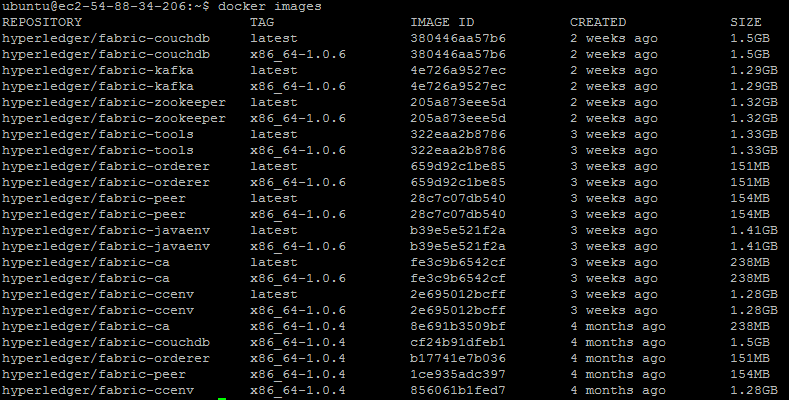 ubuntu@ec2-54-88-34-206:~$ docker images
REPOSITORY TAG IMAGE ID CREATED SIZE
hyperledger/fabric-couchdb latest 380446aa57b6 2 weeks ago 1.5GB
hyperledger/fabric-couchdb x86_64-1.0.6 380446aa57b6 2 weeks ago 1.5GB
hyperledger/fabric-kafka latest 4e726a9527ec 2 weeks ago 1.29GB
hyperledger/fabric-kafka x86_64-1.0.6 4e726a9527ec 2 weeks ago 1.29GB
hyperledger/fabric-zookeeper latest 205a873eee5d 2 weeks ago 1.32GB
hyperledger/fabric-zookeeper x86_64-1.0.6 205a873eee5d 2 weeks ago 1.32GB
hyperledger/fabric-tools latest 322eaa2b8786 3 weeks ago 1.33GB
hyperledger/fabric-tools x86_64-1.0.6 322eaa2b8786 3 weeks ago 1.33GB
hyperledger/fabric-orderer latest 659d92c1be85 3 weeks ago 151MB
hyperledger/fabric-orderer x86_64-1.0.6 659d92c1be85 3 weeks ago 151MB
hyperledger/fabric-peer latest 28c7c07db540 3 weeks ago 154MB
hyperledger/fabric-peer x86_64-1.0.6 28c7c07db540 3 weeks ago 154MB
hyperledger/fabric-javaenv latest b39e5e521f2a 3 weeks ago 1.41GB
hyperledger/fabric-javaenv x86_64-1.0.6 b39e5e521f2a 3 weeks ago 1.41GB
hyperledger/fabric-ca latest fe3c9b6542cf 3 weeks ago 238MB
hyperledger/fabric-ca x86_64-1.0.6 fe3c9b6542cf 3 weeks ago 238MB
hyperledger/fabric-ccenv latest 2e695012bcff 3 weeks ago 1.28GB
hyperledger/fabric-ccenv x86_64-1.0.6 2e695012bcff 3 weeks ago 1.28GB
hyperledger/fabric-ca x86_64-1.0.4 8e691b3509bf 4 months ago 238MB
hyperledger/fabric-couchdb x86_64-1.0.4 cf24b91dfeb1 4 months ago 1.5GB
hyperledger/fabric-orderer x86_64-1.0.4 b17741e7b036 4 months ago 151MB
hyperledger/fabric-peer x86_64-1.0.4 1ce935adc397 4 months ago 154MB
hyperledger/fabric-ccenv x86_64-1.0.4 856061b1fed7 4 months ago 1.28GB